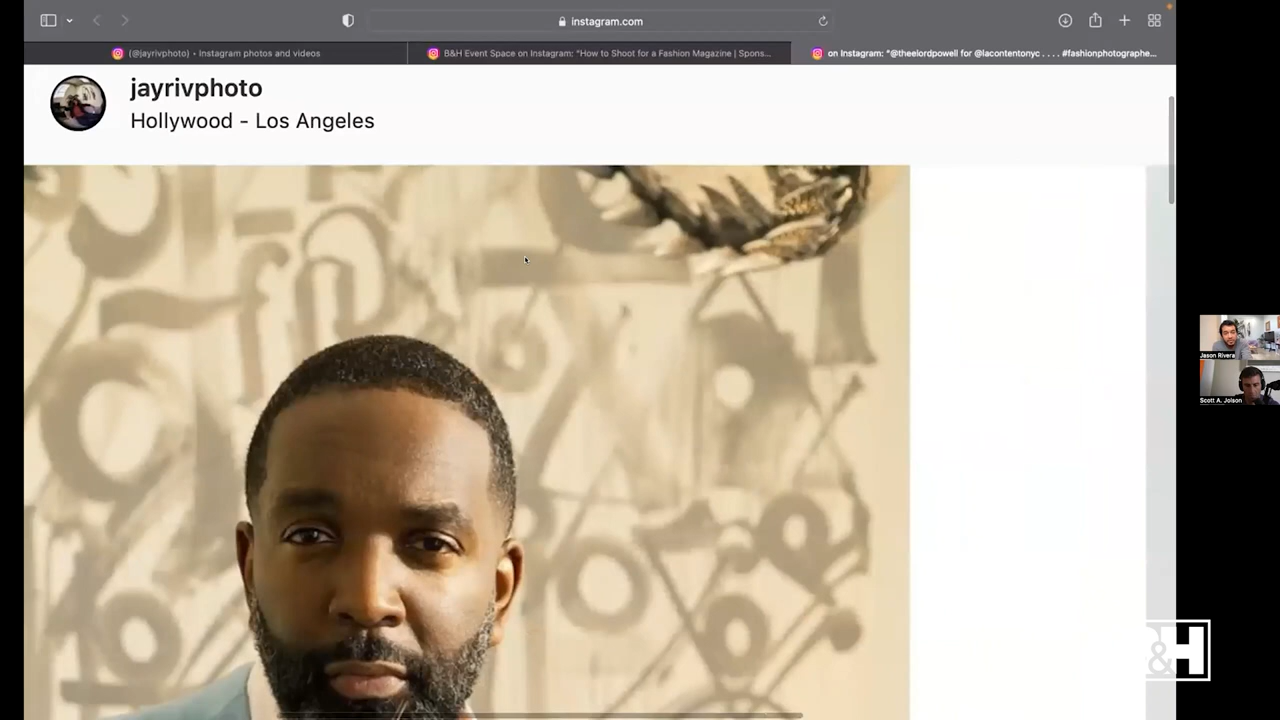 instagram.com
(@jayrivphoto) • Instagram photos and videos
B&H Event Space on Instagram: "How to Shoot for a Fashion Magazine | Spons...
on Instagram: "@theelordpowell for @lacontentonyc . . . . #fashionphotographe...
jayrivphoto
Hollywood - Los Angeles
Jason Rivera
Scott A. Jolson
B&H